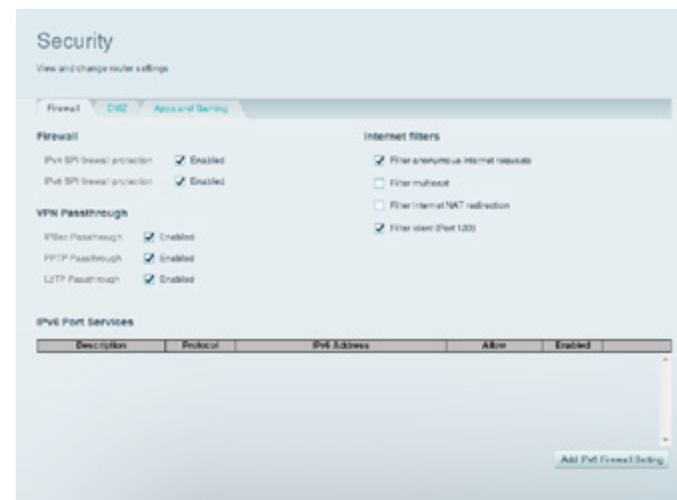 Security
View and change router settings
Firewall
DMZ
Apps and Gaming
Firewall
IPv4 SPI firewall protection
Enabled
IPv6 SPI firewall protection
Enabled
VPN Passthrough
IPSec Passthrough
Enabled
PPTP Passthrough
Enabled
L2TP Passthrough
Enabled
Internet filters
Filter anonymous Internet requests
Filter multicast
Filter Internet NAT redirection
Filter ident (Port 133)
IPv6 Port Services
Description
Protocol
IPv6 Address
Allow
Enabled
Add IPv6 Firewall Setting